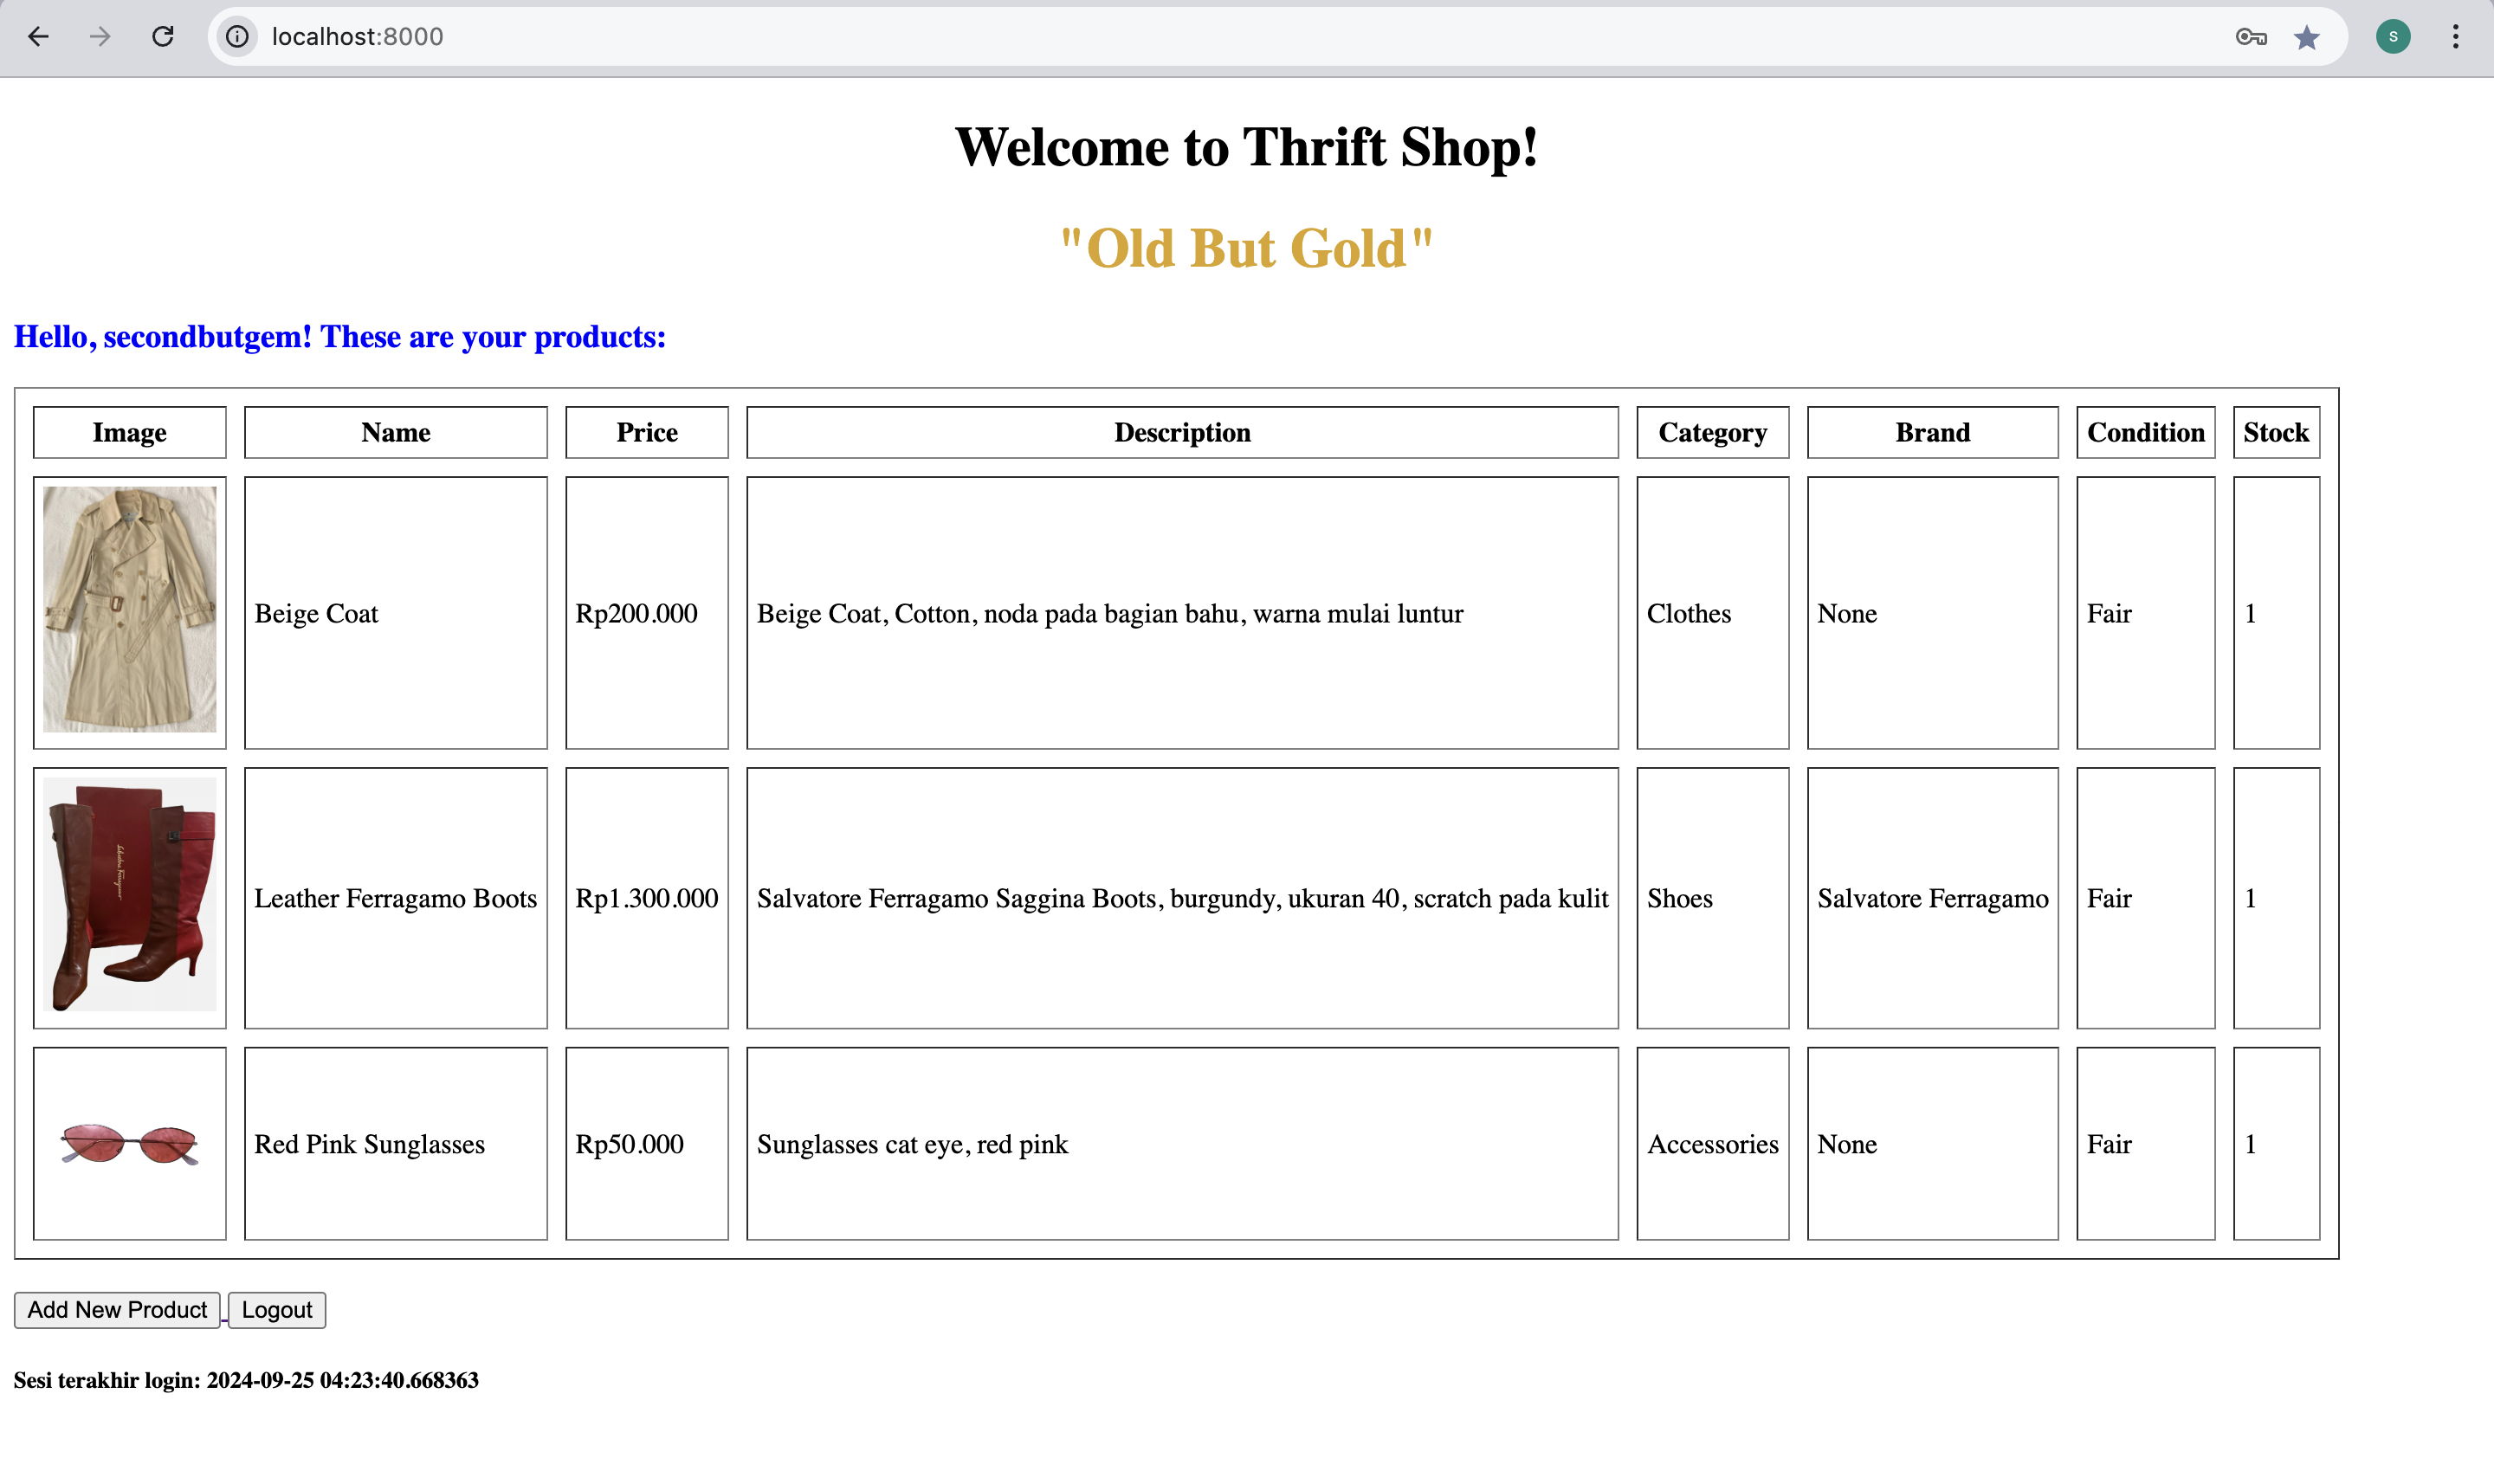 localhost:8000
S
Welcome to Thrift Shop!
"Old But Gold"
Hello, secondbutgem! These are your products:
Image Name Price Description Category Brand Condition Stock
Beige Coat Rp200.000 Beige Coat, Cotton, noda pada bagian bahu, warna mulai luntur Clothes None Fair 1
Salvatore Ferragamo
Leather Ferragamo Boots Rp1.300.000 Salvatore Ferragamo Saggina Boots, burgundy, ukuran 40, scratch pada kulit Shoes Salvatore Ferragamo Fair 1
Red Pink Sunglasses Rp50.000 Sunglasses cat eye, red pink Accessories None Fair 1
Add New Product Logout
Sesi terakhir login: 2024-09-25 04:23:40.668363